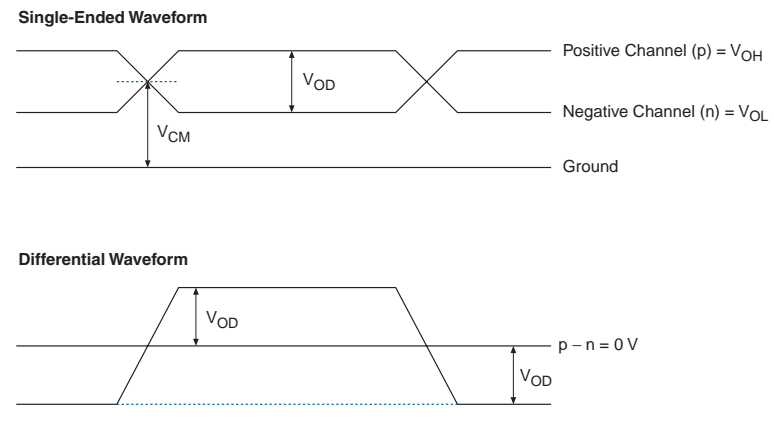 Single-Ended Waveform
Positive Channel (p) = VOH
VOD
Negative Channel (n) = VOL
VCM
Ground
Differential Waveform
VOD
p − n = 0 V
VOD